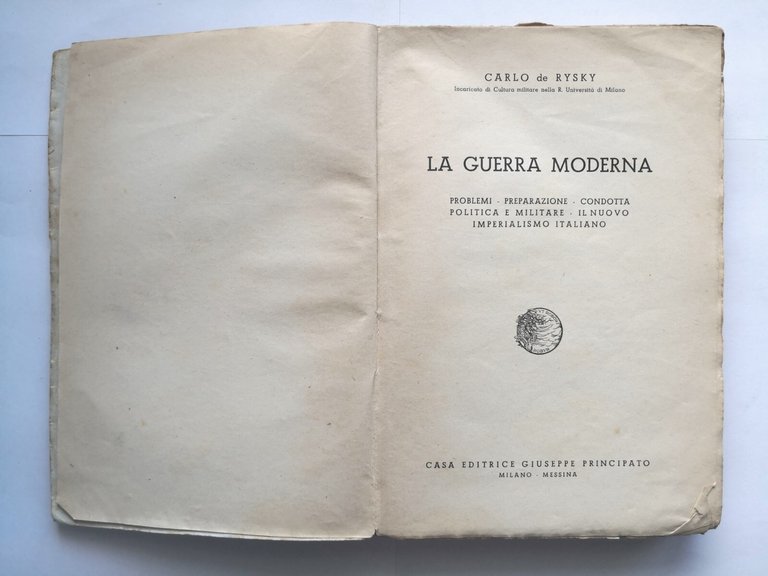 CARLO de RYSKY
Incaricato di Cultura militare nella R. Università di Milano
LA GUERRA MODERNA
PROBLEMI - PREPARAZIONE - CONDOTTA
POLITICA E MILITARE - IL NUOVO
IMPERIALISMO ITALIANO
CASA EDITRICE GIUSEPPE PRINCIPATO
MILANO - MESSINA